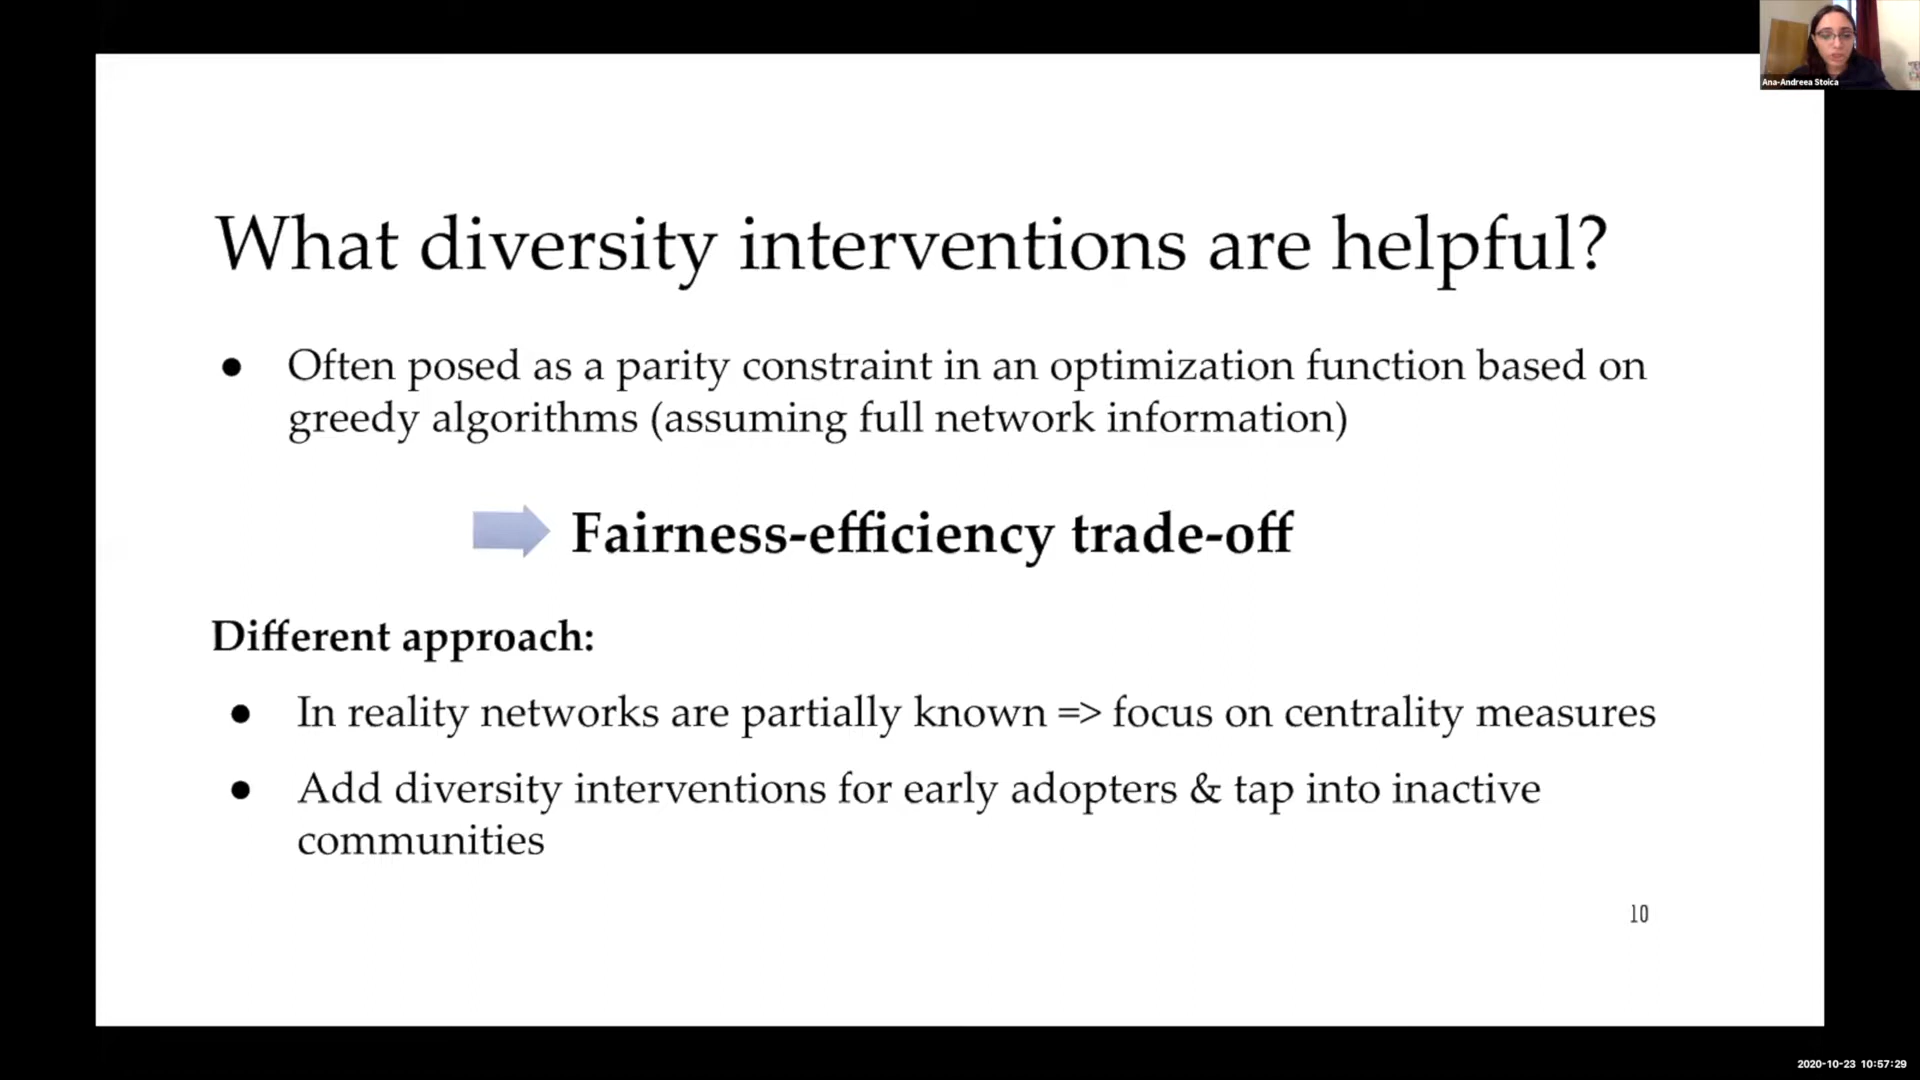 Ana-Andreea Stoica
What diversity interventions are helpful?
● Often posed as a parity constraint in an optimization function based on
greedy algorithms (assuming full network information)
Fairness-efficiency trade-off
Different approach:
● In reality networks are partially known => focus on centrality measures
● Add diversity interventions for early adopters & tap into inactive
communities
10
2020-10-23 10:57:29